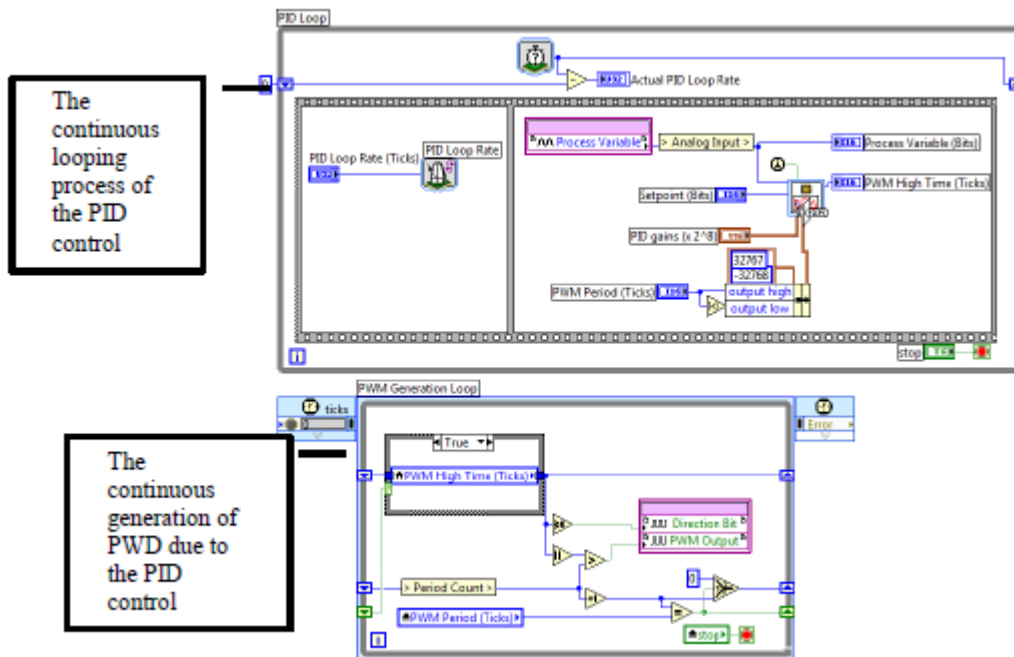 PID Loop
The
continuous
looping
process of
the PID
control
Actual PID Loop Rate
PID Loop Rate (Ticks)
PID Loop Rate
Process Variable
> Analog Input >
Process Variable (Bits)
PWM High Time (Ticks)
Setpoint (Bits)
PID gains (x 2^8)
32767
-32768
PWM Period (Ticks)
output high
output low
stop
i
PWM Generation Loop
ticks
Error
The
continuous
generation of
PWD due to
the PID
control
True
PWM High Time (Ticks)
Direction Bit
PWM Output
> Period Count >
0
PWM Period (Ticks)
stop
i